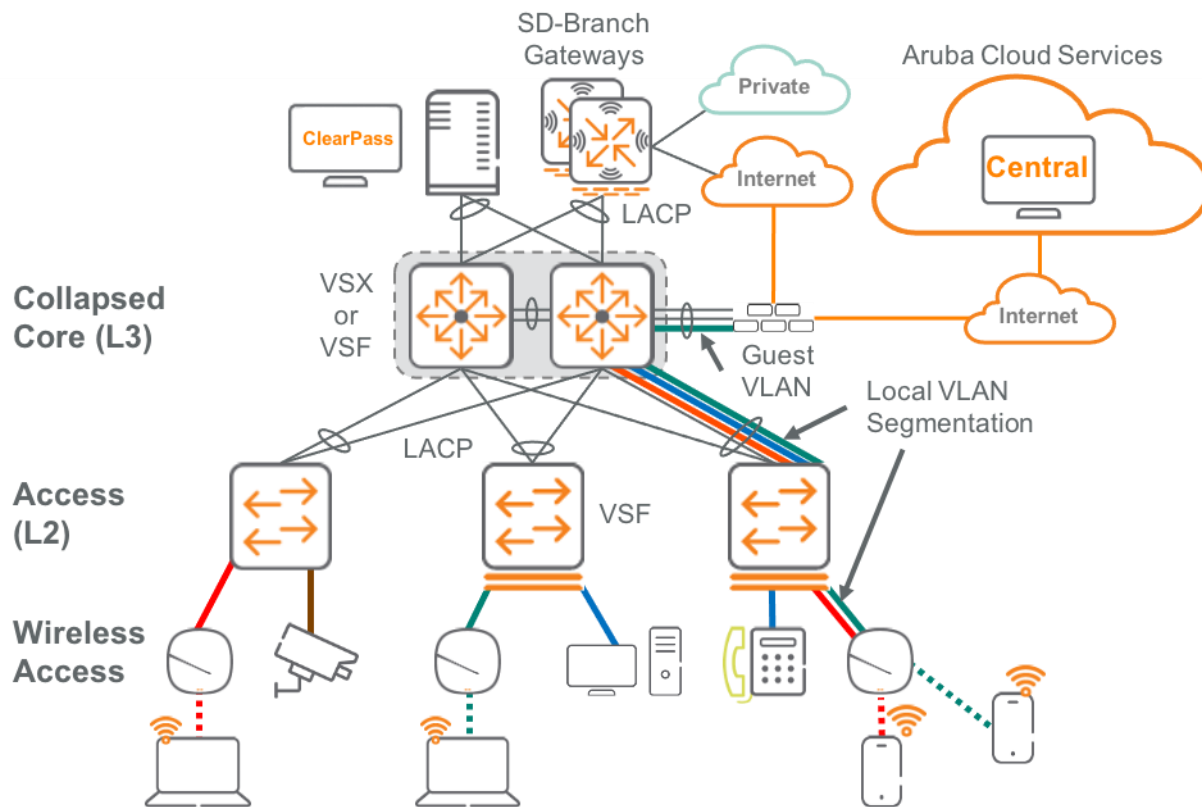 SD-Branch
Gateways
Aruba Cloud Services
Private
ClearPass
Internet
Central
LACP
Collapsed
Core (L3)
VSX
or
VSF
Internet
Guest
VLAN
Local VLAN
Segmentation
LACP
Access
(L2)
VSF
Wireless
Access